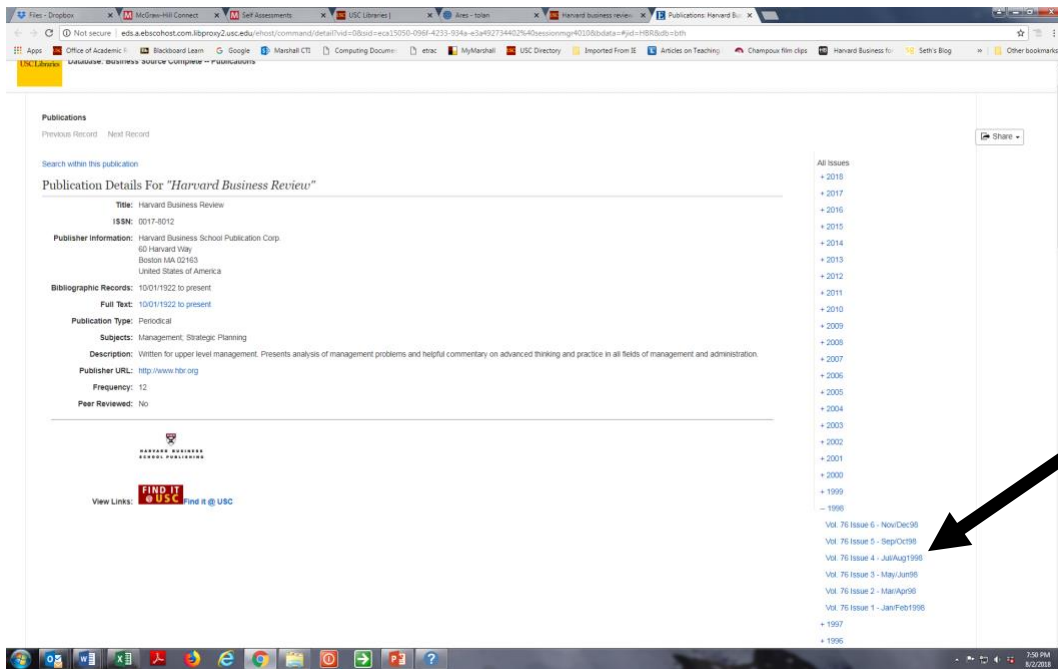 Files - Dropbox
McGraw-Hill Connect
Self Assessments
USC Libraries |
Ares - tolan
Harvard business review
Publications: Harvard Bu
Not secure | eds.a.ebscohost.com.libproxy2.usc.edu/ehost/command/detail?vid=0&sid=eca15050-096f-4233-934a-e3a492734402%40sessionmgr4010&bdata=#jid=HBR&db=bth
Apps
Office of Academic
Blackboard Learn
Google
Marshall CTI
Computing Docume
etrac
MyMarshall
USC Directory
Imported From IE
Articles on Teaching
Champoux film clips
Harvard Business fo
Seth's Blog
»
Other bookmarks
USC Libraries
Database: Business Source Complete -- Publications
Publications
Previous Record Next Record
Share
Search within this publication
Publication Details For "Harvard Business Review"
Title: Harvard Business Review
ISSN: 0017-8012
Publisher Information: Harvard Business School Publication Corp.
60 Harvard Way
Boston MA 02163
United States of America
Bibliographic Records: 10/01/1922 to present
Full Text: 10/01/1922 to present
Publication Type: Periodical
Subjects: Management; Strategic Planning
Description: Written for upper level management. Presents analysis of management problems and helpful commentary on advanced thinking and practice in all fields of management and administration.
Publisher URL: http://www.hbr.org
Frequency: 12
Peer Reviewed: No
HARVARD BUSINESS
SCHOOL PUBLISHING
View Links:
FIND IT
@ USC
Find it @ USC
All Issues
+ 2018
+ 2017
+ 2016
+ 2015
+ 2014
+ 2013
+ 2012
+ 2011
+ 2010
+ 2009
+ 2008
+ 2007
+ 2006
+ 2005
+ 2004
+ 2003
+ 2002
+ 2001
+ 2000
+ 1999
– 1998
Vol. 76 Issue 6 - Nov/Dec98
Vol. 76 Issue 5 - Sep/Oct98
Vol. 76 Issue 4 - Jul/Aug1998
Vol. 76 Issue 3 - May/Jun98
Vol. 76 Issue 2 - Mar/Apr98
Vol. 76 Issue 1 - Jan/Feb1998
+ 1997
+ 1996
7:50 PM
8/2/2018